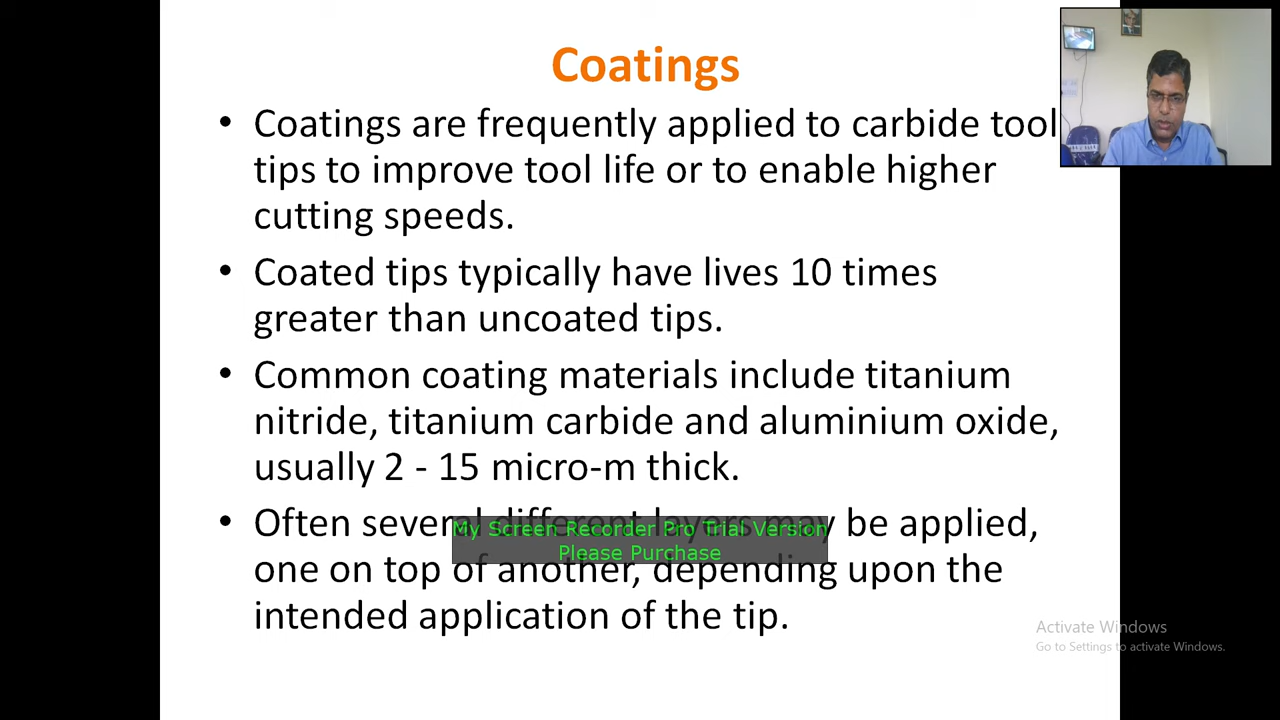 Coatings
• Coatings are frequently applied to carbide tool
tips to improve tool life or to enable higher
cutting speeds.
• Coated tips typically have lives 10 times
greater than uncoated tips.
• Common coating materials include titanium
nitride, titanium carbide and aluminium oxide,
usually 2 - 15 micro-m thick.
• Often several different layers may be applied,
My Screen Recorder Pro Trial Version
Please Purchase
one on top of another, depending upon the
intended application of the tip.
Activate Windows
Go to Settings to activate Windows.